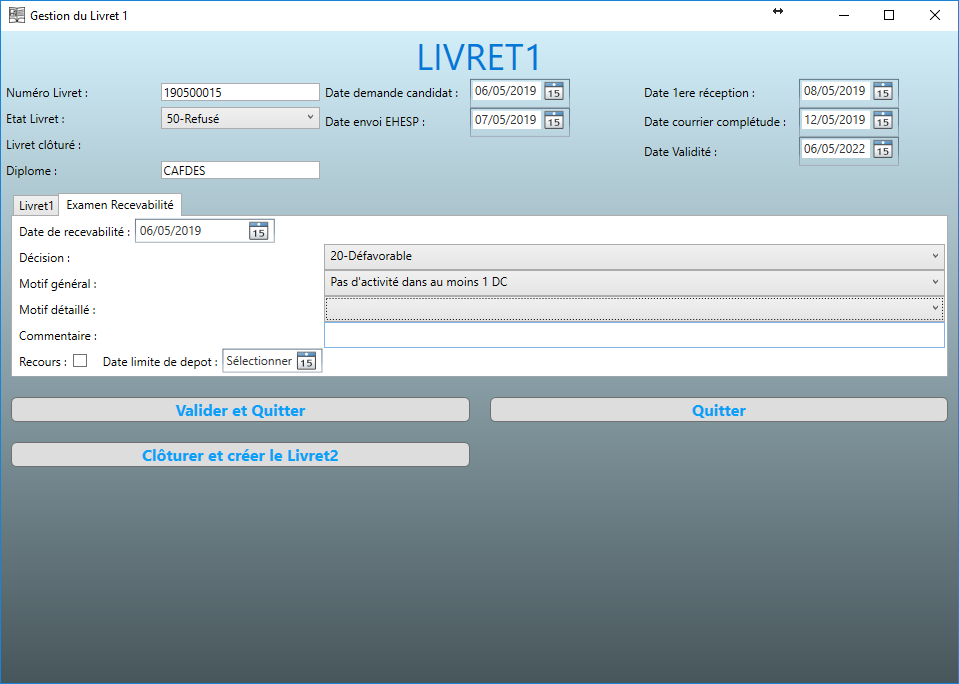 Gestion du Livret 1
LIVRET1
Numéro Livret : 190500015 Date demande candidat : 06/05/2019 15 Date 1ere réception : 08/05/2019 15
Etat Livret : 50-Refusé Date envoi EHESP : 07/05/2019 15 Date courrier complétude : 12/05/2019 15
Livret clôturé : Date Validité : 06/05/2022 15
Diplome : CAFDES
Livret1 Examen Recevabilité
Date de recevabilité : 06/05/2019 15
Décision : 20-Défavorable
Motif général : Pas d'activité dans au moins 1 DC
Motif détaillé :
Commentaire :
Recours : Date limite de depot : Sélectionner 15
Valider et Quitter Quitter
Clôturer et créer le Livret2